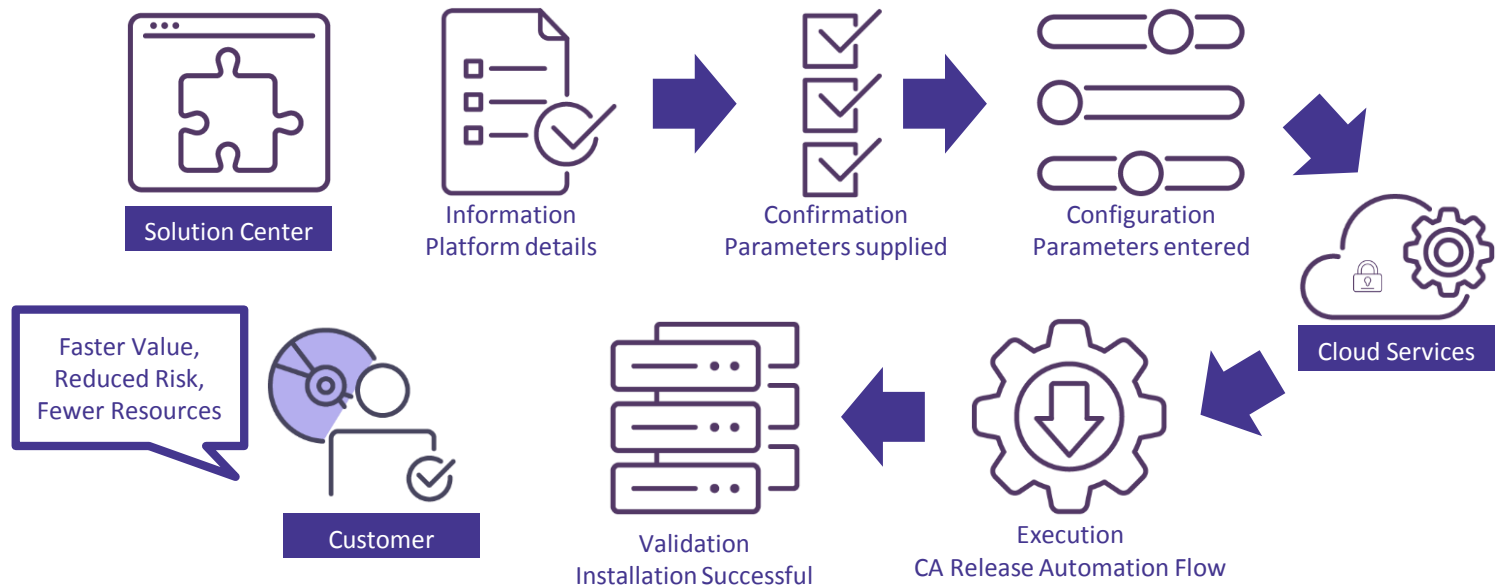 Solution Center
Information
Platform details
Confirmation
Parameters supplied
Configuration
Parameters entered
Cloud Services
Execution
CA Release Automation Flow
Validation
Installation Successful
Customer
Faster Value,
Reduced Risk,
Fewer Resources